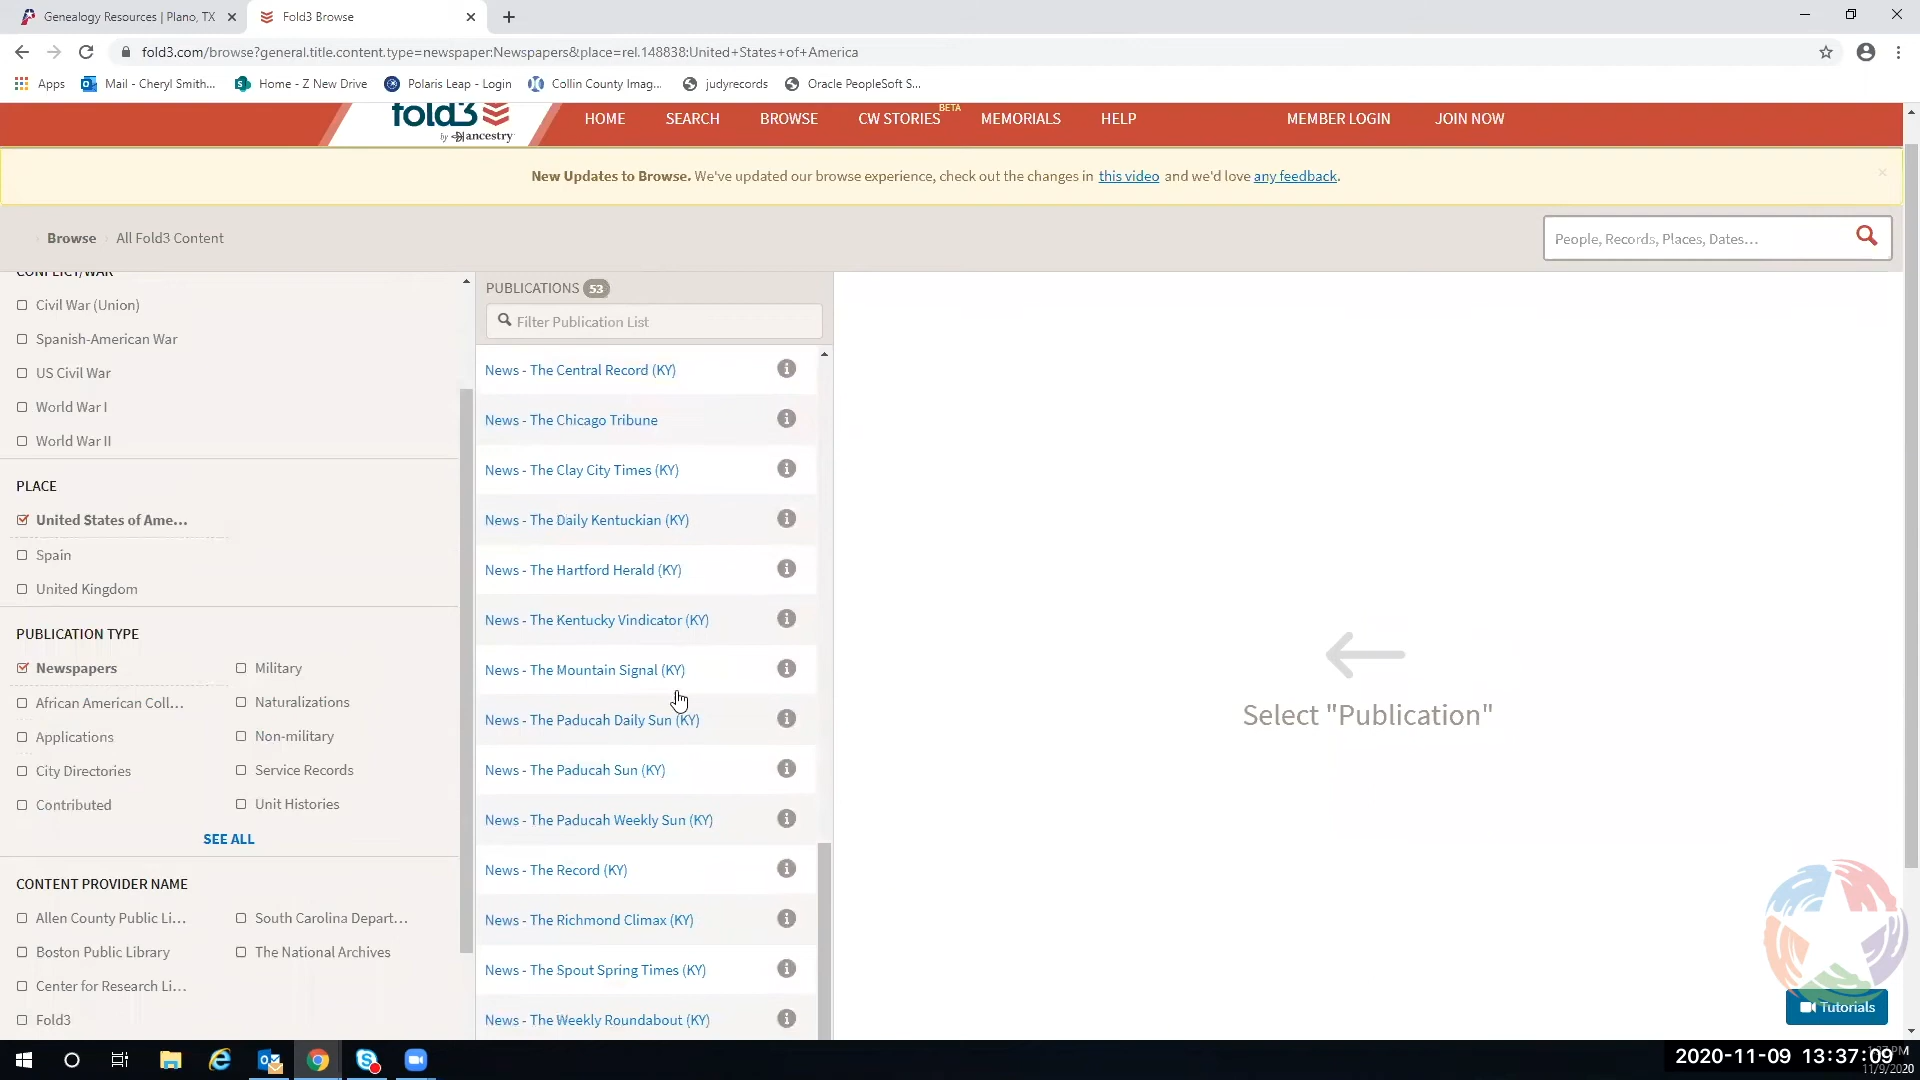 Genealogy Resources | Plano, TX
Fold3 Browse
fold3.com/browse?general.title.content.type=newspaper:Newspapers&place=rel.148838:United+States+of+America
Apps
Mail - Cheryl Smith...
Home - Z New Drive
Polaris Leap - Login
Collin County Imag...
judyrecords
Oracle PeopleSoft S...
fold3
by ancestry
HOME
SEARCH
BROWSE
CW STORIES
BETA
MEMORIALS
HELP
MEMBER LOGIN
JOIN NOW
New Updates to Browse. We've updated our browse experience, check out the changes in this video and we'd love any feedback.
Browse
All Fold3 Content
People, Records, Places, Dates...
CONFLICT/WAR
Civil War (Union)
Spanish-American War
US Civil War
World War I
World War II
PLACE
United States of Ame...
Spain
United Kingdom
PUBLICATION TYPE
Newspapers
Military
African American Coll...
Naturalizations
Applications
Non-military
City Directories
Service Records
Contributed
Unit Histories
SEE ALL
CONTENT PROVIDER NAME
Allen County Public Li...
South Carolina Depart...
Boston Public Library
The National Archives
Center for Research Li...
Fold3
PUBLICATIONS 53
Filter Publication List
News - The Central Record (KY)
News - The Chicago Tribune
News - The Clay City Times (KY)
News - The Daily Kentuckian (KY)
News - The Hartford Herald (KY)
News - The Kentucky Vindicator (KY)
News - The Mountain Signal (KY)
News - The Paducah Daily Sun (KY)
News - The Paducah Sun (KY)
News - The Paducah Weekly Sun (KY)
News - The Record (KY)
News - The Richmond Climax (KY)
News - The Spout Spring Times (KY)
News - The Weekly Roundabout (KY)
Select "Publication"
Tutorials
2020-11-09 13:37:09
11/9/2020